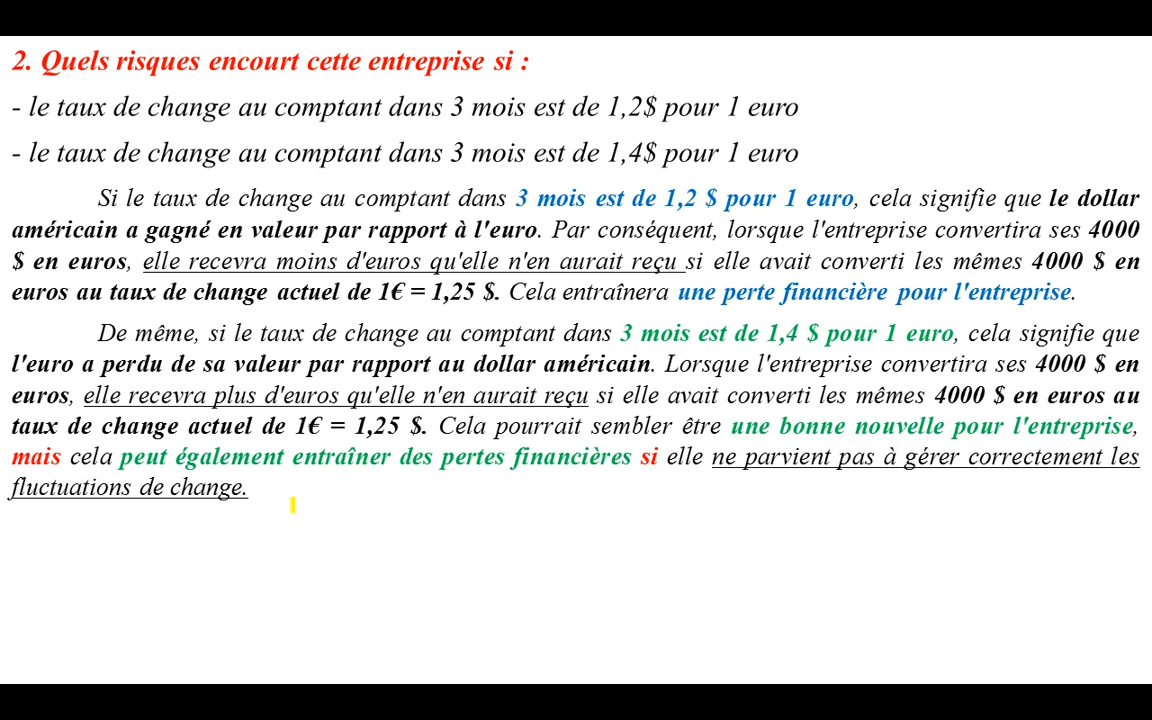 2. Quels risques encourt cette entreprise si :
- le taux de change au comptant dans 3 mois est de 1,2$ pour 1 euro
- le taux de change au comptant dans 3 mois est de 1,4$ pour 1 euro
Si le taux de change au comptant dans 3 mois est de 1,2 $ pour 1 euro, cela signifie que le dollar
américain a gagné en valeur par rapport à l'euro. Par conséquent, lorsque l'entreprise convertira ses 4000
$ en euros, elle recevra moins d'euros qu'elle n'en aurait reçu si elle avait converti les mêmes 4000 $ en
euros au taux de change actuel de 1€ = 1,25 $. Cela entraînera une perte financière pour l'entreprise.
De même, si le taux de change au comptant dans 3 mois est de 1,4 $ pour 1 euro, cela signifie que
l'euro a perdu de sa valeur par rapport au dollar américain. Lorsque l'entreprise convertira ses 4000 $ en
euros, elle recevra plus d'euros qu'elle n'en aurait reçu si elle avait converti les mêmes 4000 $ en euros au
taux de change actuel de 1€ = 1,25 $. Cela pourrait sembler être une bonne nouvelle pour l'entreprise,
mais cela peut également entraîner des pertes financières si elle ne parvient pas à gérer correctement les
fluctuations de change.